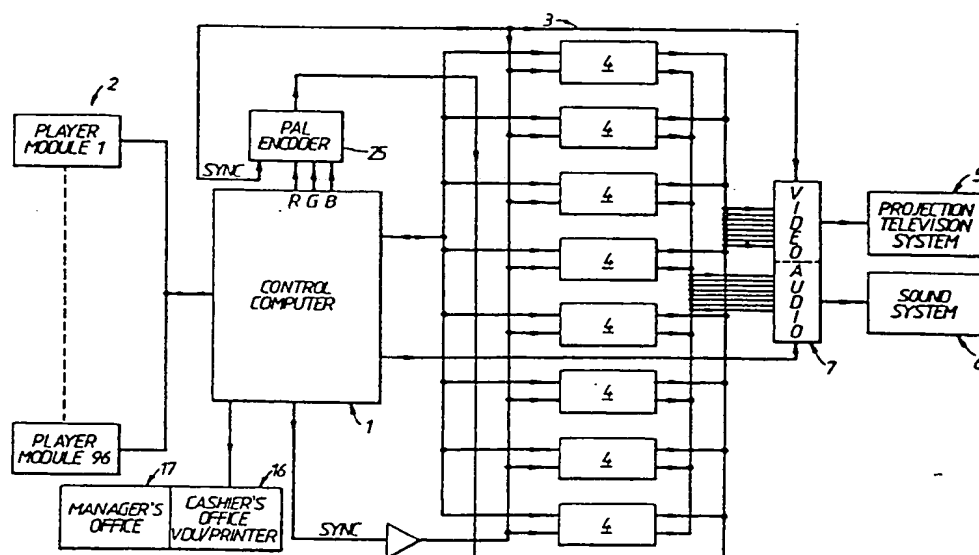 3
2
PLAYER
MODULE 1
PAL
ENCODER
25
SYNC
R G B
CONTROL
COMPUTER
1
PLAYER
MODULE 96
17
MANAGER'S
OFFICE
16
CASHIER'S
OFFICE
VDU/PRINTER
SYNC
4
4
4
4
4
4
4
4
VIDEO
AUDIO
7
5
PROJECTION
TELEVISION
SYSTEM
SOUND
SYSTEM
6